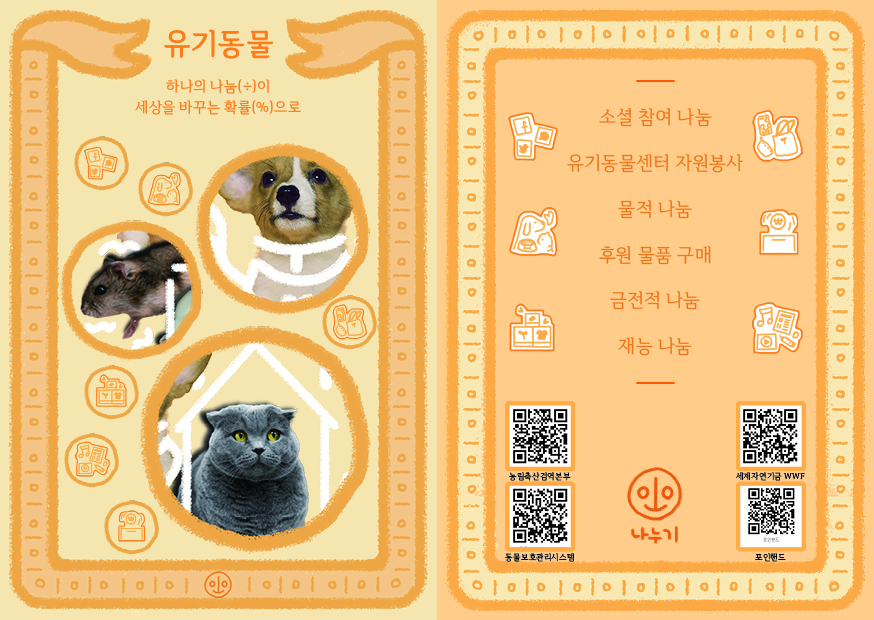 유기동물
하나의 나눔(÷)이
세상을 바꾸는 확률(%)으로
소셜 참여 나눔
유기동물센터 자원봉사
물적 나눔
후원 물품 구매
금전적 나눔
재능 나눔
농림축산검역본부
세계자연기금 WWF
동물보호관리시스템
포인핸드
포인핸드
나누기